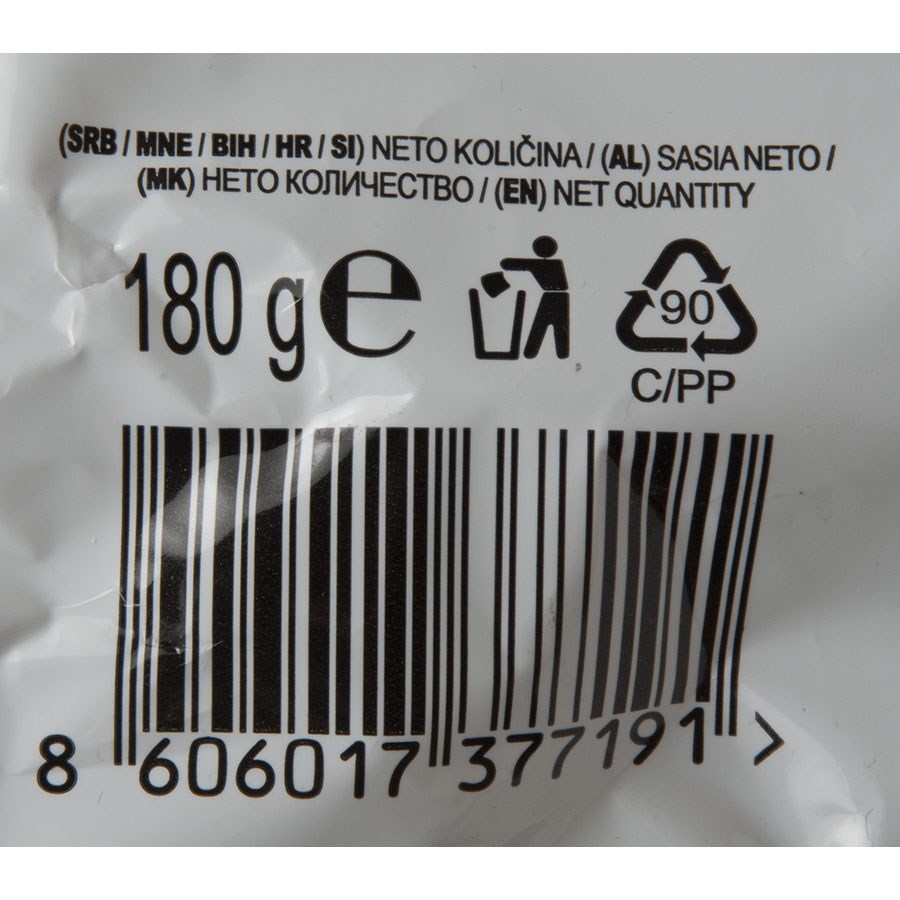 (SRB / MNE / BIH / HR / SI) NETO KOLIČINA / (AL) SASIA NETO /
(MK) НЕТО КОЛИЧЕСТВО / (EN) NET QUANTITY
180 g ℮
90
C/PP
8 606017 377191 >